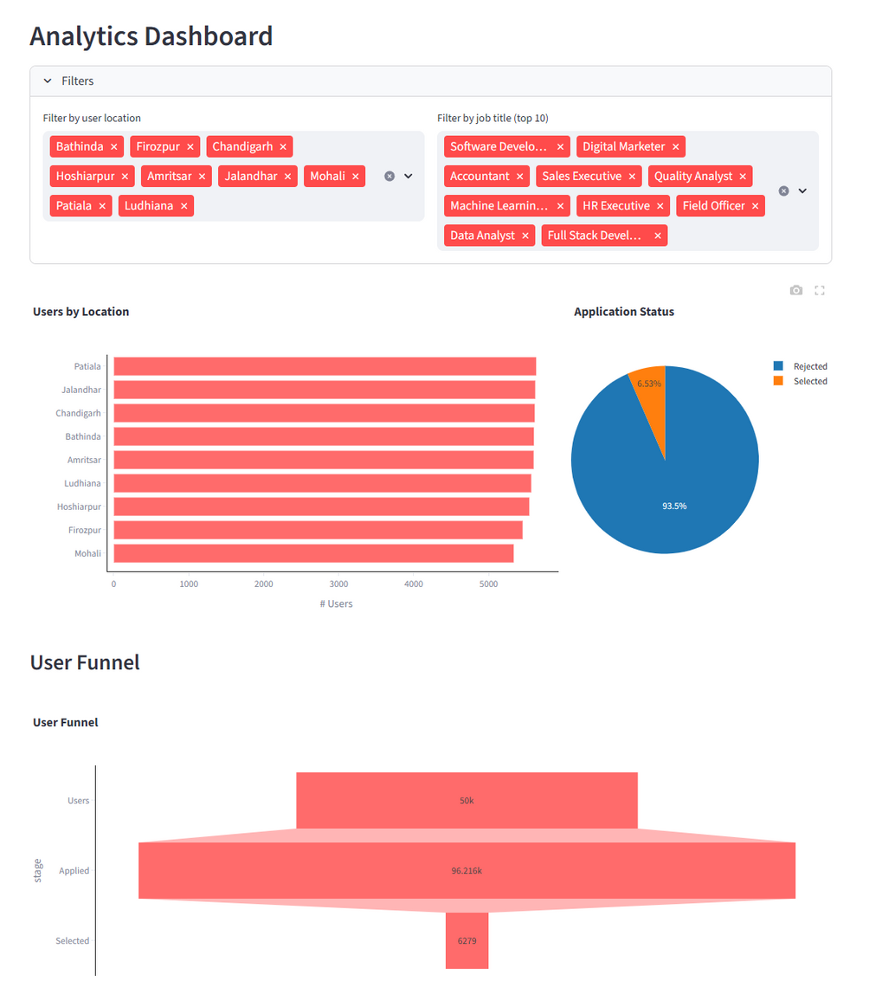 Analytics Dashboard
Filters
Filter by user location
Bathinda × Firozpur × Chandigarh ×
Hoshiarpur × Amritsar × Jalandhar × Mohali ×
Patiala × Ludhiana ×
Filter by job title (top 10)
Software Develo... × Digital Marketer ×
Accountant × Sales Executive × Quality Analyst ×
Machine Learnin... × HR Executive × Field Officer ×
Data Analyst × Full Stack Devel... ×
Users by Location
Patiala
Jalandhar
Chandigarh
Bathinda
Amritsar
Ludhiana
Hoshiarpur
Firozpur
Mohali
0 1000 2000 3000 4000 5000
# Users
Application Status
Rejected
Selected
6.53%
93.5%
User Funnel
User Funnel
stage
Users 50k
Applied 96.216k
Selected 6279